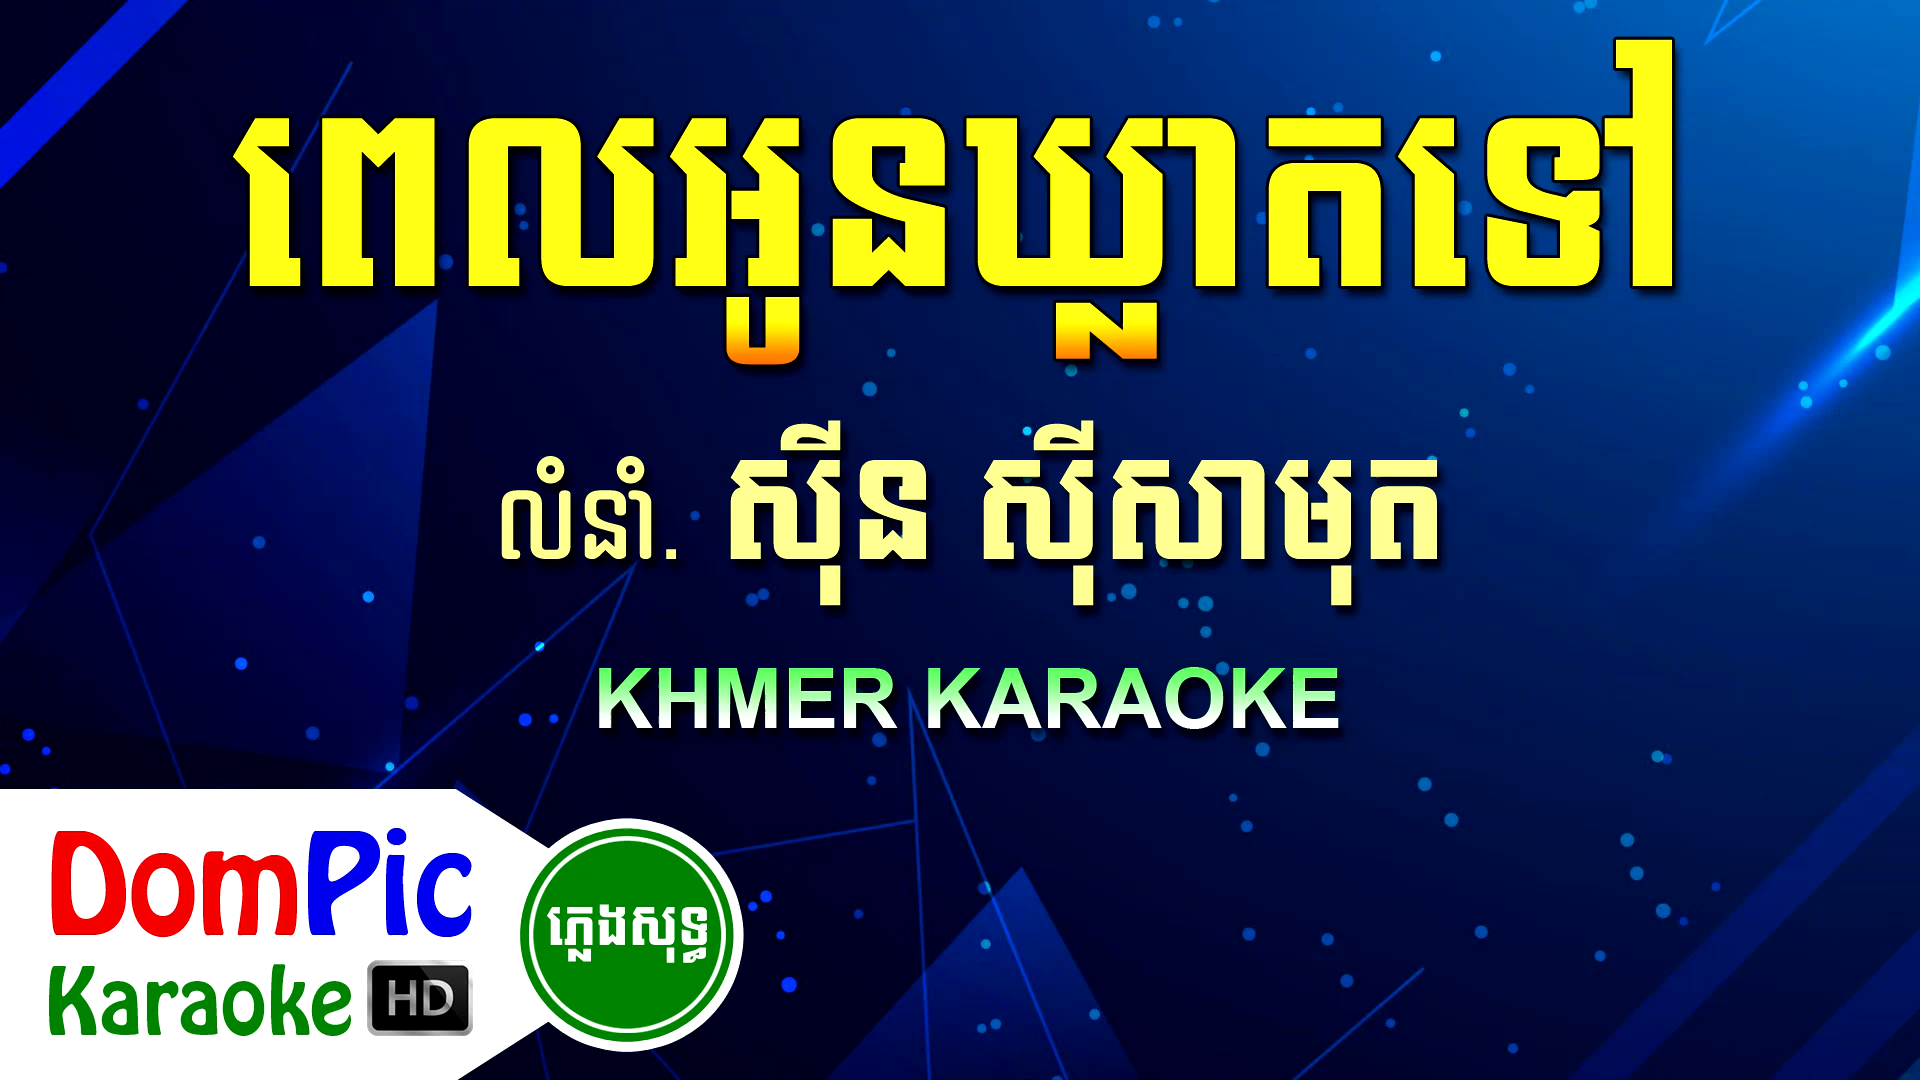 ពេលអូនឃ្លាតទៅ
លំនាំ. ស៊ីន ស៊ីសាមុត
KHMER KARAOKE
DomPic
Karaoke HD
ភ្លេងសុទ្ធ